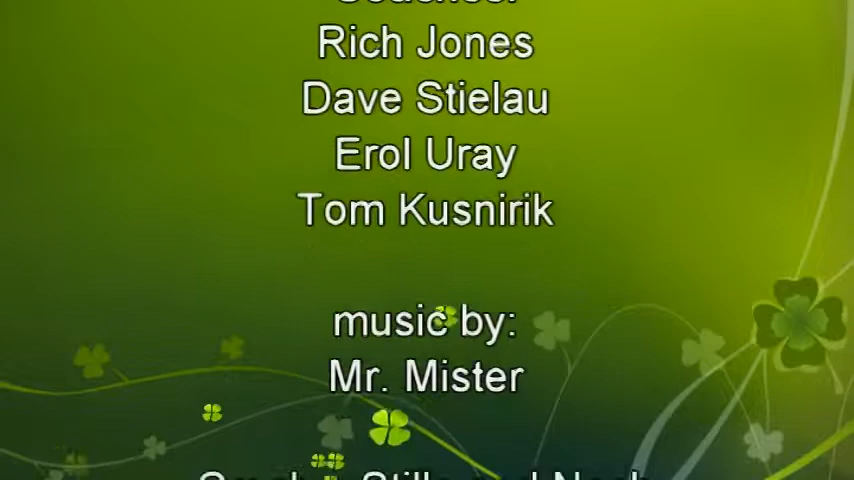 Rich Jones
Dave Stielau
Erol Uray
Tom Kusnirik
music by:
Mr. Mister